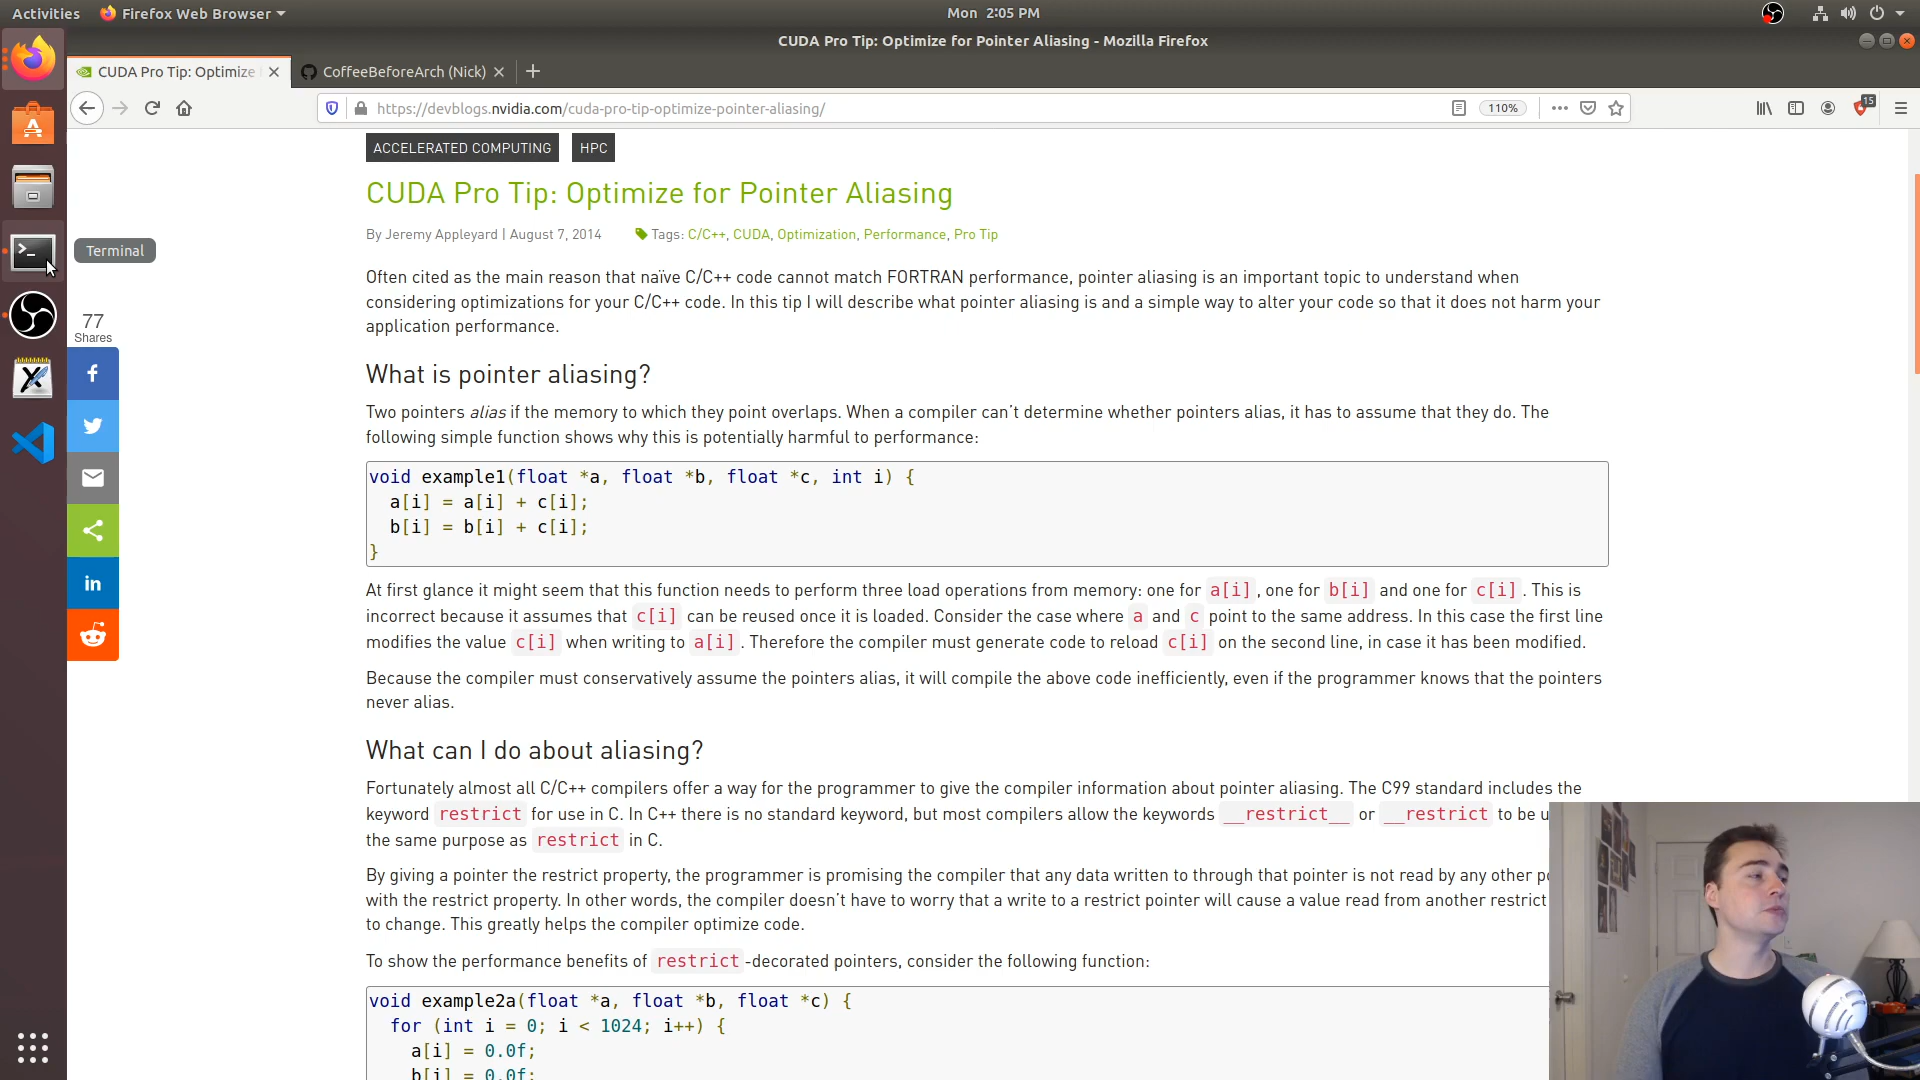 Activities
Firefox Web Browser
Mon 2:05 PM
CUDA Pro Tip: Optimize for Pointer Aliasing - Mozilla Firefox
CUDA Pro Tip: Optimize
CoffeeBeforeArch (Nick)
https://devblogs.nvidia.com/cuda-pro-tip-optimize-pointer-aliasing/
110%
15
ACCELERATED COMPUTING
HPC
CUDA Pro Tip: Optimize for Pointer Aliasing
By Jeremy Appleyard | August 7, 2014
Tags: C/C++, CUDA, Optimization, Performance, Pro Tip
Terminal
Often cited as the main reason that naïve C/C++ code cannot match FORTRAN performance, pointer aliasing is an important topic to understand when
considering optimizations for your C/C++ code. In this tip I will describe what pointer aliasing is and a simple way to alter your code so that it does not harm your
application performance.
77
Shares
What is pointer aliasing?
Two pointers alias if the memory to which they point overlaps. When a compiler can't determine whether pointers alias, it has to assume that they do. The
following simple function shows why this is potentially harmful to performance:
void example1(float *a, float *b, float *c, int i) {
a[i] = a[i] + c[i];
b[i] = b[i] + c[i];
}
At first glance it might seem that this function needs to perform three load operations from memory: one for a[i], one for b[i] and one for c[i]. This is
incorrect because it assumes that c[i] can be reused once it is loaded. Consider the case where a and c point to the same address. In this case the first line
modifies the value c[i] when writing to a[i]. Therefore the compiler must generate code to reload c[i] on the second line, in case it has been modified.
Because the compiler must conservatively assume the pointers alias, it will compile the above code inefficiently, even if the programmer knows that the pointers
never alias.
What can I do about aliasing?
Fortunately almost all C/C++ compilers offer a way for the programmer to give the compiler information about pointer aliasing. The C99 standard includes the
keyword restrict for use in C. In C++ there is no standard keyword, but most compilers allow the keywords __restrict__ or __restrict to be u
the same purpose as restrict in C.
By giving a pointer the restrict property, the programmer is promising the compiler that any data written to through that pointer is not read by any other po
with the restrict property. In other words, the compiler doesn't have to worry that a write to a restrict pointer will cause a value read from another restrict
to change. This greatly helps the compiler optimize code.
To show the performance benefits of restrict-decorated pointers, consider the following function:
void example2a(float *a, float *b, float *c) {
for (int i = 0; i < 1024; i++) {
a[i] = 0.0f;
b[i] = 0.0f;